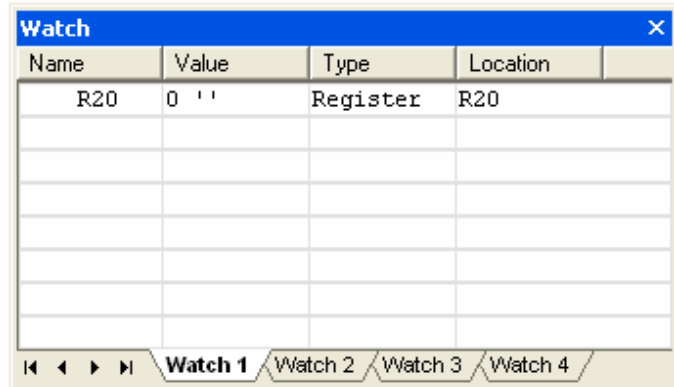 Watch
Name Value Type Location
R20 0 '' Register R20
Watch 1 Watch 2 Watch 3 Watch 4